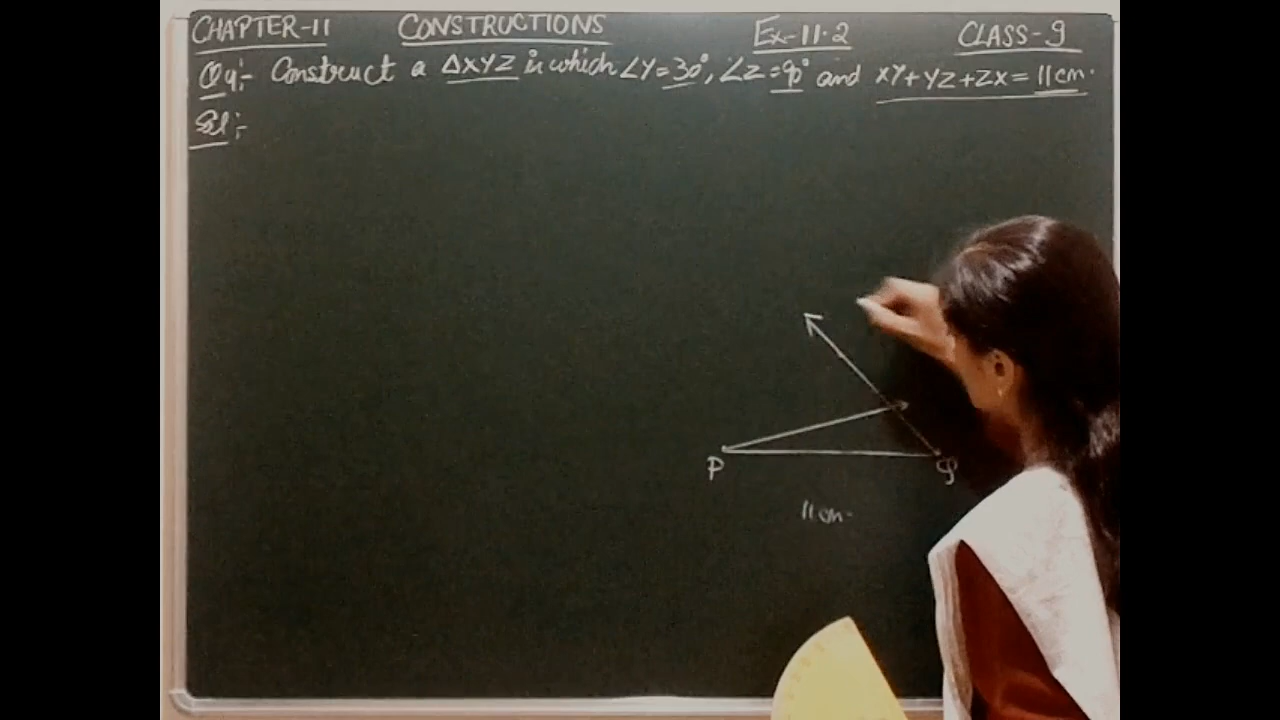 CHAPTER-11 CONSTRUCTIONS Ex-11.2 CLASS-9
Q4:- Construct a ΔXYZ in which ∠Y=30°, ∠Z=90° and XY+YZ+ZX=11cm.
Sol:-
P Q
11cm.